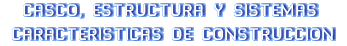 CASCO, ESTRUCTURA Y SISTEMAS
CARACTERISTICAS DE CONSTRUCCION